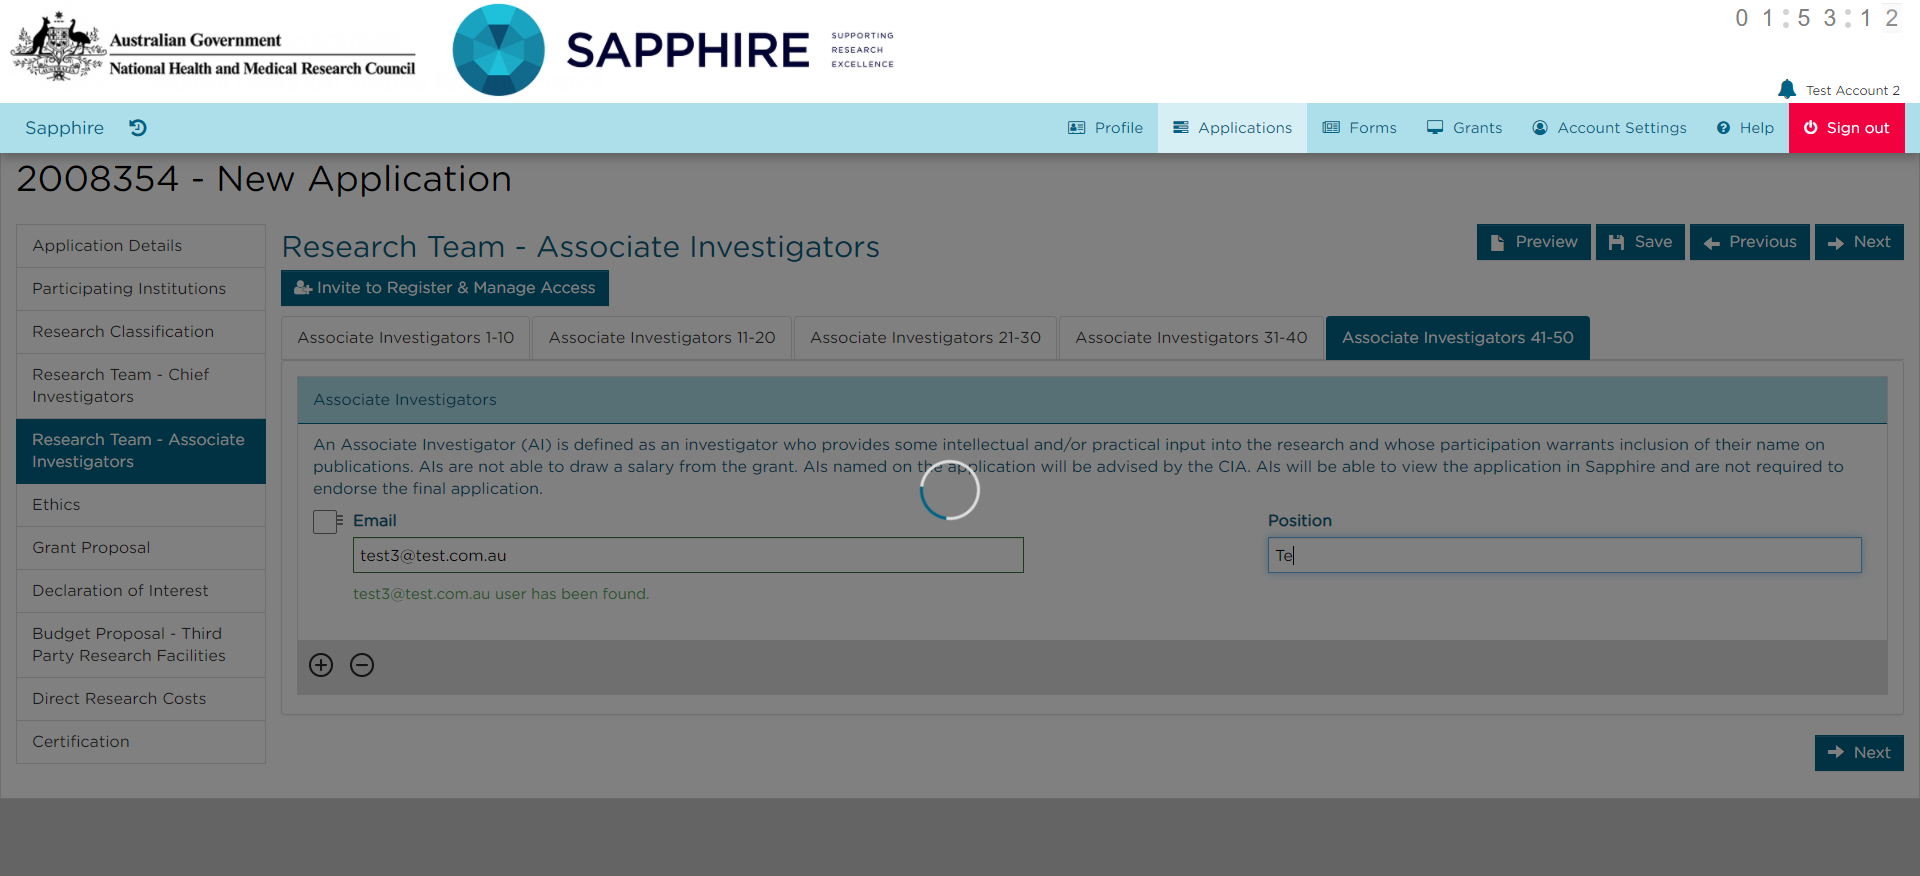 Australian Government
National Health and Medical Research Council
SAPPHIRE
SUPPORTING
RESEARCH
EXCELLENCE
01:53:12
Test Account 2
Sapphire
Profile
Applications
Forms
Grants
Account Settings
Help
Sign out
2008354 - New Application
Application Details
Participating Institutions
Research Classification
Research Team - Chief
Investigators
Research Team - Associate
Investigators
Ethics
Grant Proposal
Declaration of Interest
Budget Proposal - Third
Party Research Facilities
Direct Research Costs
Certification
Research Team - Associate Investigators
Preview
Save
Previous
Next
Invite to Register & Manage Access
Associate Investigators 1-10
Associate Investigators 11-20
Associate Investigators 21-30
Associate Investigators 31-40
Associate Investigators 41-50
Associate Investigators
An Associate Investigator (AI) is defined as an investigator who provides some intellectual and/or practical input into the research and whose participation warrants inclusion of their name on
publications. AIs are not able to draw a salary from the grant. AIs named on the application will be advised by the CIA. AIs will be able to view the application in Sapphire and are not required to
endorse the final application.
Email
Position
test3@test.com.au
Te
test3@test.com.au user has been found.
Next